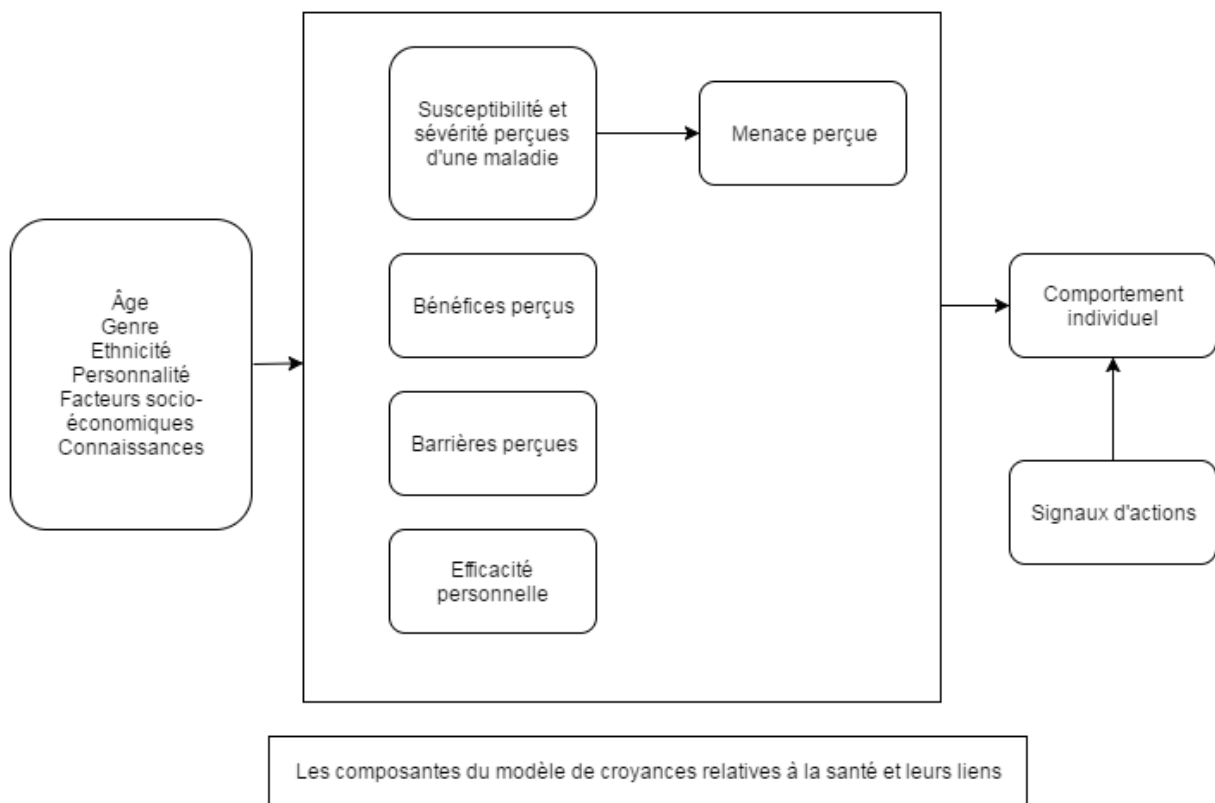 Susceptibilité et
sévérité perçues
d'une maladie
Menace perçue
Âge
Genre
Ethnicité
Personnalité
Facteurs socio-
économiques
Connaissances
Bénéfices perçus
Barrières perçues
Efficacité
personnelle
Comportement
individuel
Signaux d'actions
Les composantes du modèle de croyances relatives à la santé et leurs liens